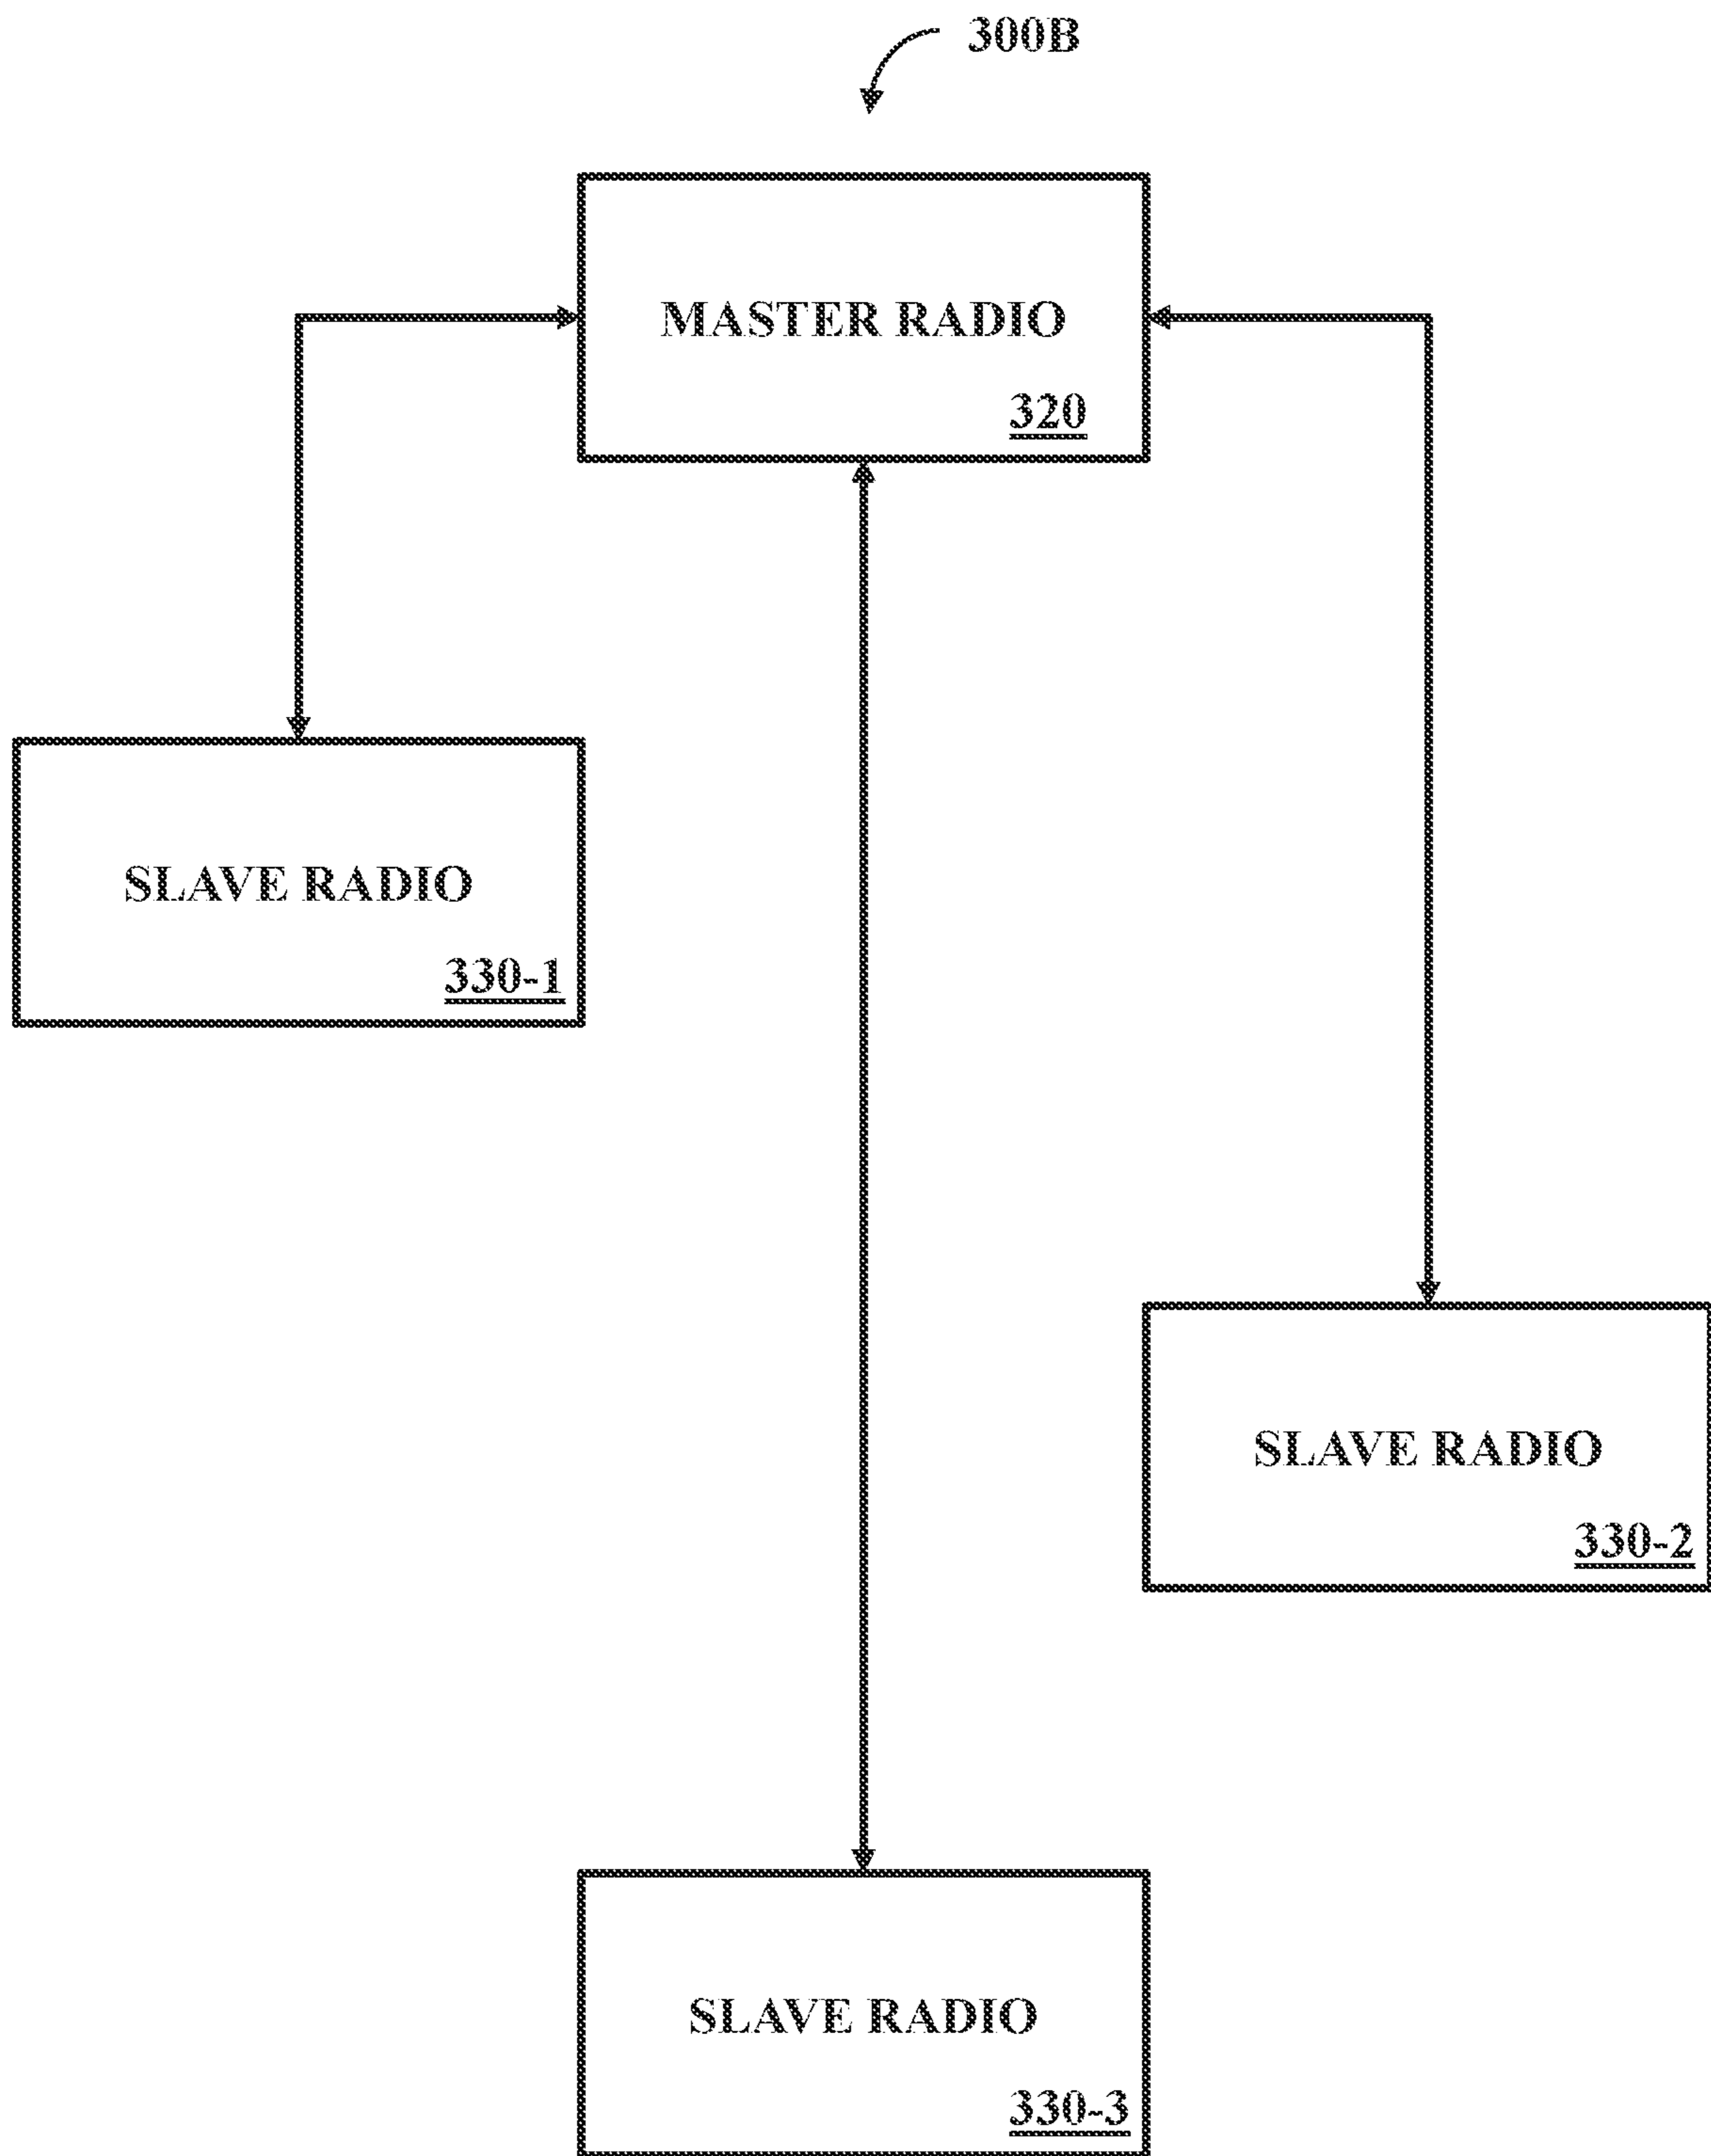 300B
MASTER RADIO
320
SLAVE RADIO
330-1
SLAVE RADIO
330-2
SLAVE RADIO
330-3